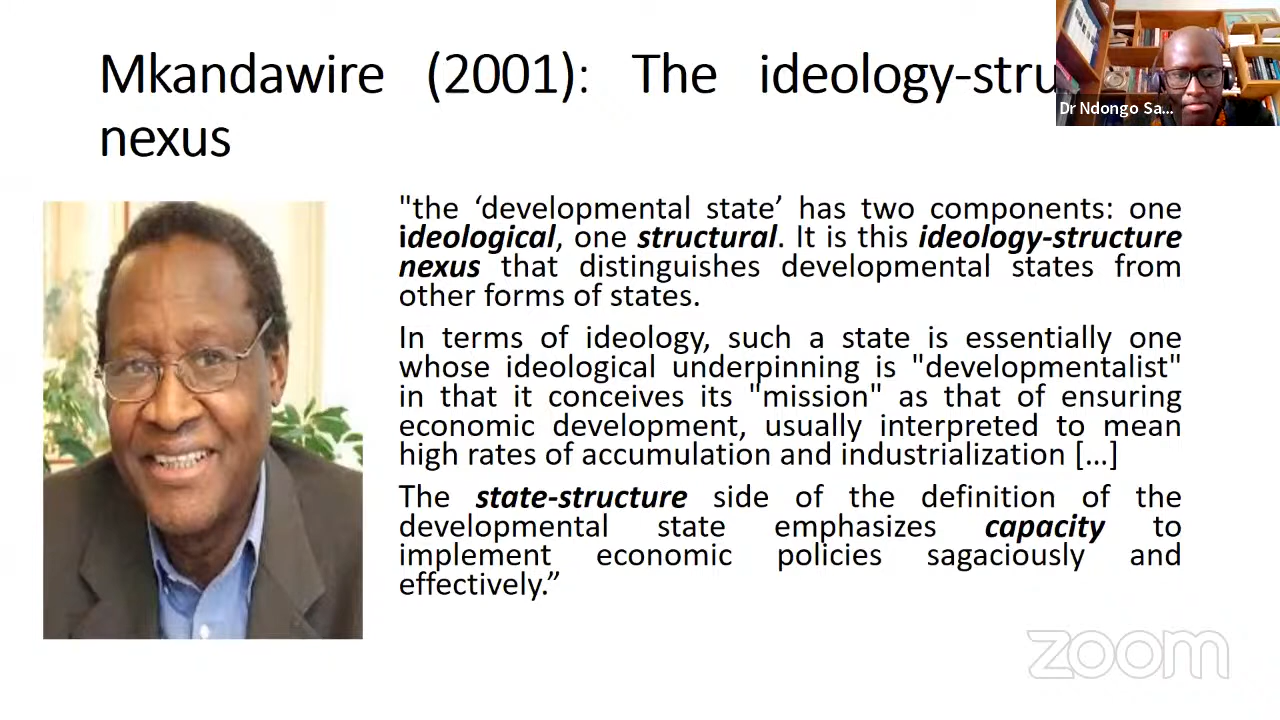 Mkandawire (2001): The ideology-stru
nexus
Dr Ndongo Sa...
"the ‘developmental state’ has two components: one
ideological, one structural. It is this ideology-structure
nexus that distinguishes developmental states from
other forms of states.
In terms of ideology, such a state is essentially one
whose ideological underpinning is "developmentalist"
in that it conceives its "mission" as that of ensuring
economic development, usually interpreted to mean
high rates of accumulation and industrialization […]
The state-structure side of the definition of the
developmental state emphasizes capacity to
implement economic policies sagaciously and
effectively.”
zoom